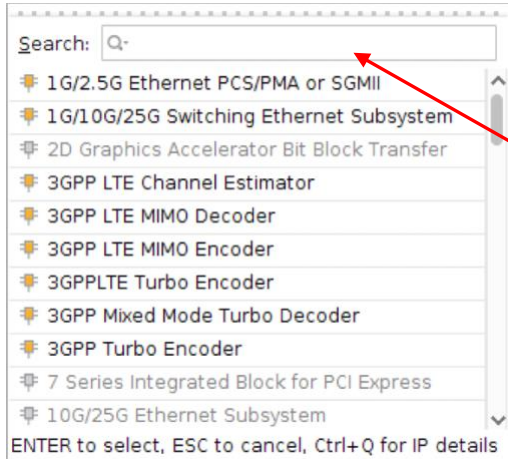 Search: Q-
1G/2.5G Ethernet PCS/PMA or SGMII
1G/10G/25G Switching Ethernet Subsystem
2D Graphics Accelerator Bit Block Transfer
3GPP LTE Channel Estimator
3GPP LTE MIMO Decoder
3GPP LTE MIMO Encoder
3GPPLTE Turbo Encoder
3GPP Mixed Mode Turbo Decoder
3GPP Turbo Encoder
7 Series Integrated Block for PCI Express
10G/25G Ethernet Subsystem
ENTER to select, ESC to cancel, Ctrl+Q for IP details